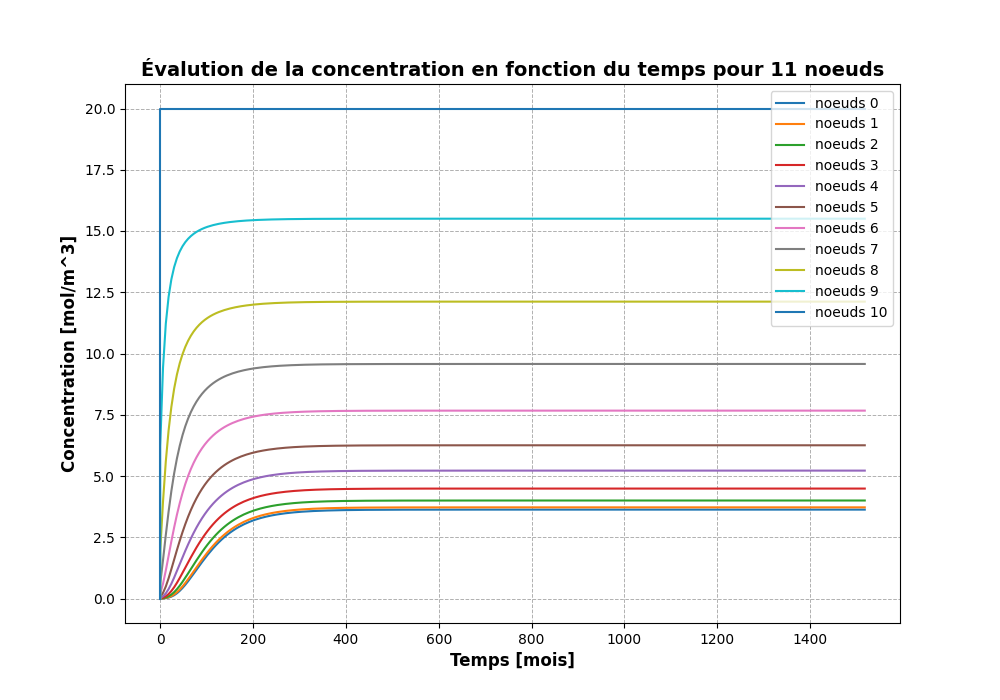 Évalution de la concentration en fonction du temps pour 11 noeuds
Concentration [mol/m^3]
20.0
17.5
15.0
12.5
10.0
7.5
5.0
2.5
0.0
noeuds 0
noeuds 1
noeuds 2
noeuds 3
noeuds 4
noeuds 5
noeuds 6
noeuds 7
noeuds 8
noeuds 9
noeuds 10
0 200 400 600 800 1000 1200 1400
Temps [mois]